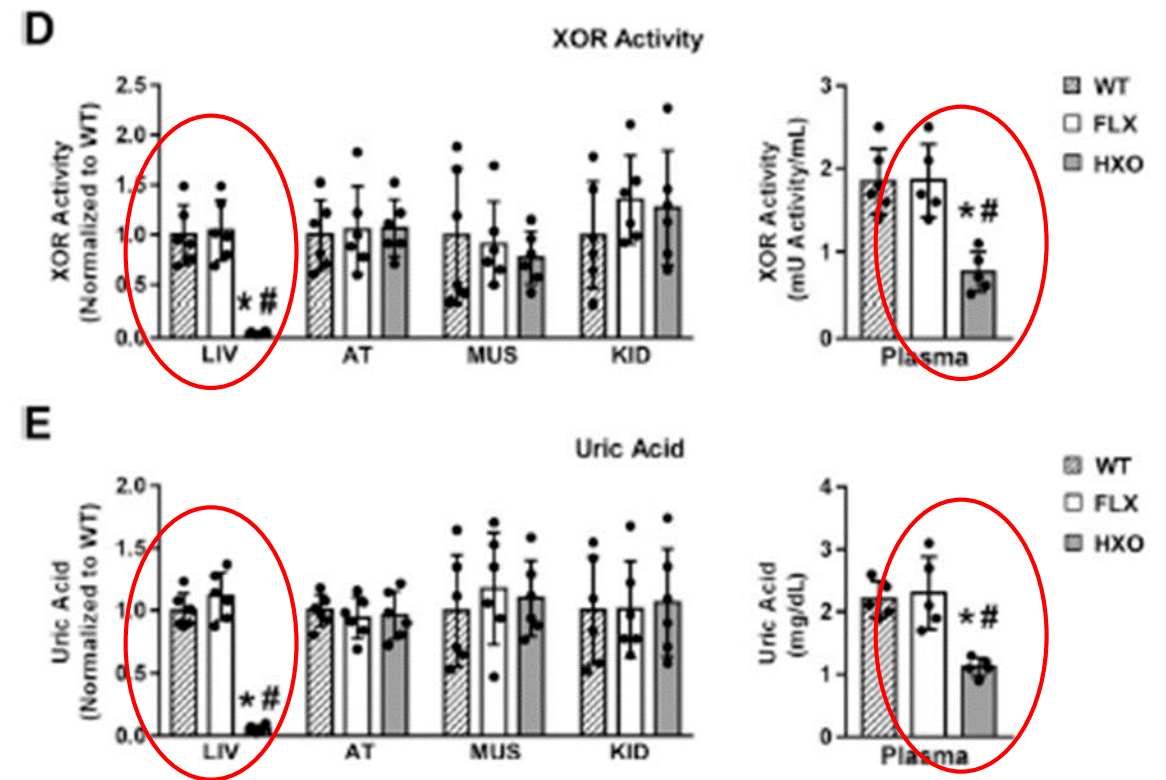 D
XOR Activity
XOR Activity
(Normalized to WT)
2.5
2.0
1.5
1.0
0.5
0.0
* #
LIV
AT
MUS
KID
XOR Activity
(mU Activity/mL)
3
2
1
0
* #
Plasma
WT
FLX
HXO
E
Uric Acid
Uric Acid
(Normalized to WT)
2.0
1.5
1.0
0.5
0.0
* #
LIV
AT
MUS
KID
Uric Acid
(mg/dL)
4
3
2
1
0
* #
Plasma
WT
FLX
HXO